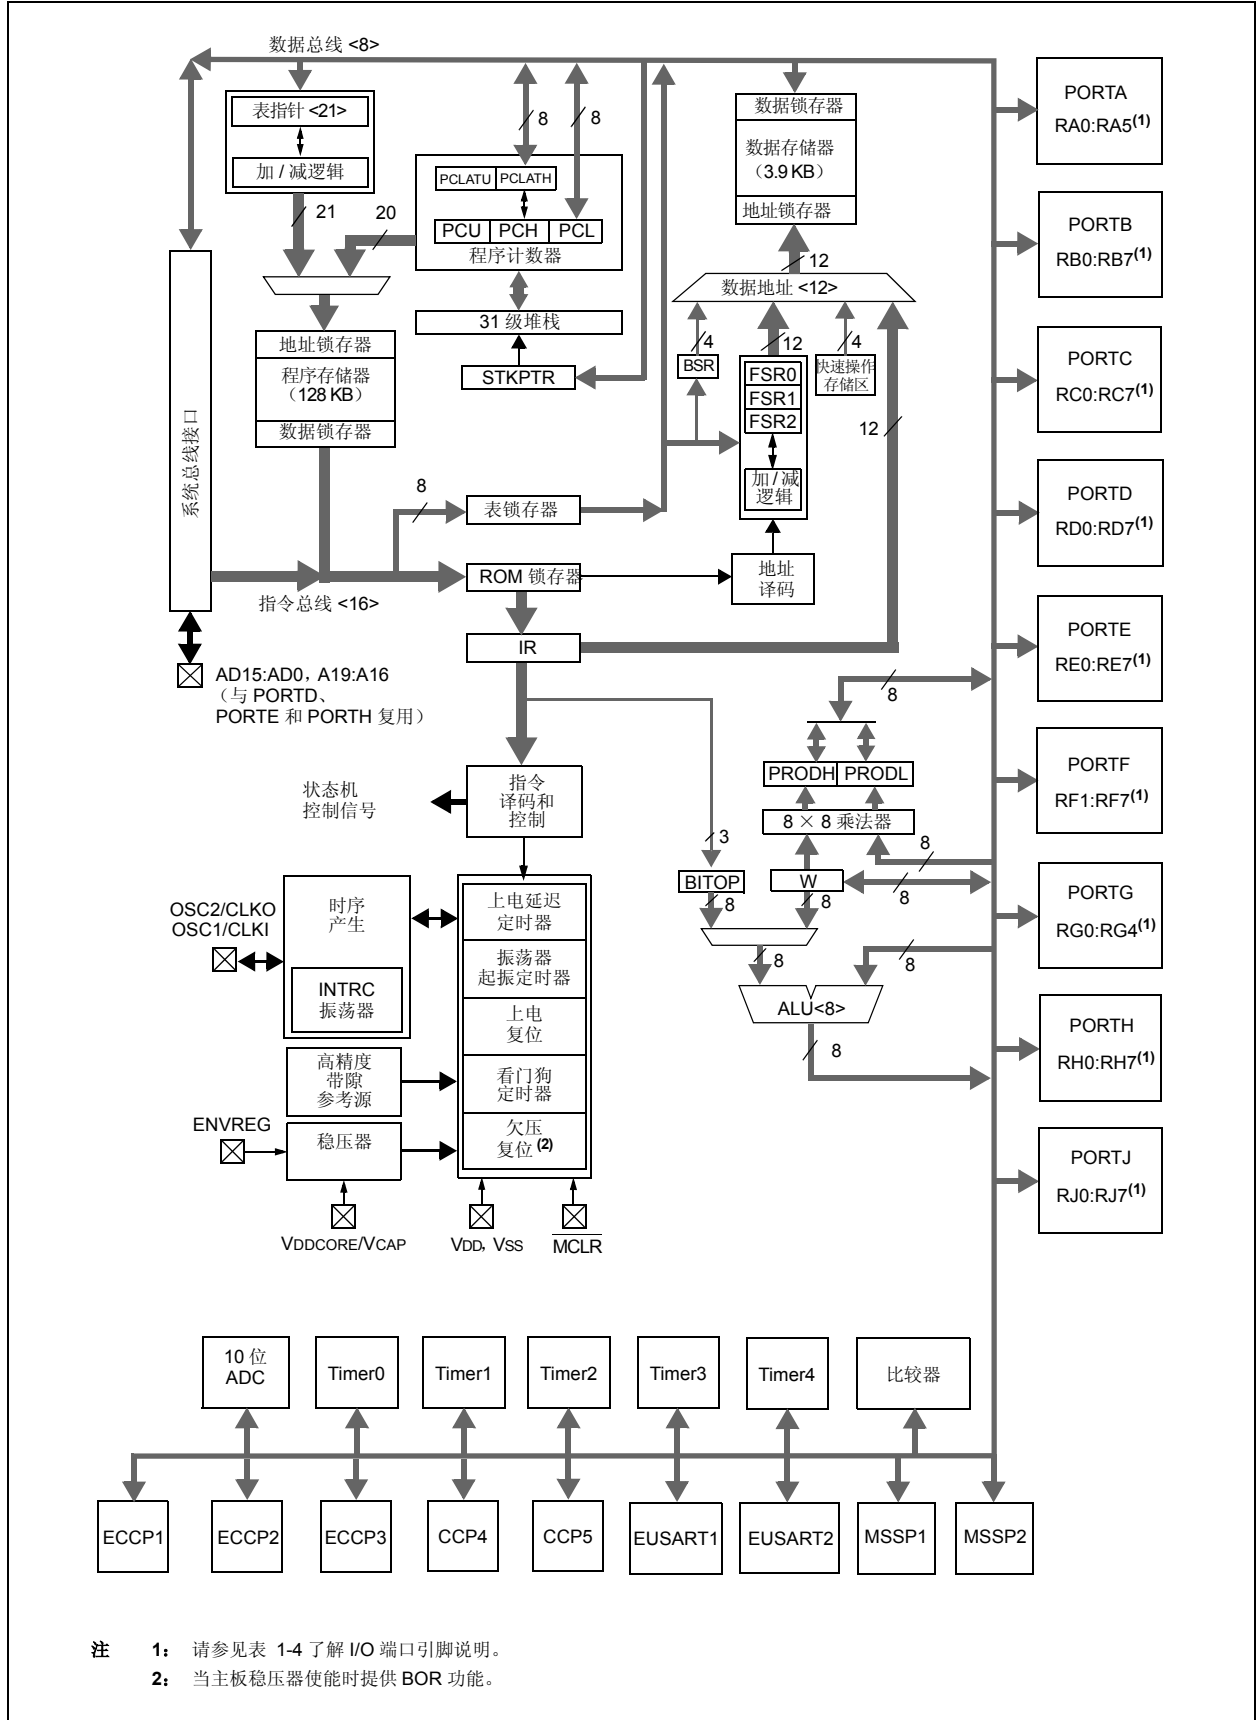 数据总线 <8>
表指针 <21>
加 / 减逻辑
21
20
8
8
PCLATU PCLATH
PCU PCH PCL
程序计数器
31 级堆栈
STKPTR
数据锁存器
数据存储器
（3.9 KB）
地址锁存器
12
数据地址 <12>
4
12
4
BSR
FSR0
FSR1
FSR2
加 / 减
逻辑
快速操作
存储区
12
地址锁存器
程序存储器
（128 KB）
数据锁存器
系统总线接口
8
表锁存器
ROM 锁存器
地址
译码
指令总线 <16>
IR
AD15:AD0，A19:A16
（与 PORTD、
PORTE 和 PORTH 复用）
状态机
控制信号
指令
译码和
控制
8
PRODH PRODL
8 × 8 乘法器
3
8
BITOP
W
8
8
8
8
8
ALU<8>
8
OSC2/CLKO
OSC1/CLKI
时序
产生
INTRC
振荡器
上电延迟
定时器
振荡器
起振定时器
上电
复位
看门狗
定时器
欠压
复位 (2)
高精度
带隙
参考源
ENVREG
稳压器
VDDCORE/VCAP
VDD, VSS
MCLR
PORTA
RA0:RA5(1)
PORTB
RB0:RB7(1)
PORTC
RC0:RC7(1)
PORTD
RD0:RD7(1)
PORTE
RE0:RE7(1)
PORTF
RF1:RF7(1)
PORTG
RG0:RG4(1)
PORTH
RH0:RH7(1)
PORTJ
RJ0:RJ7(1)
10 位
ADC
Timer0
Timer1
Timer2
Timer3
Timer4
比较器
ECCP1
ECCP2
ECCP3
CCP4
CCP5
EUSART1
EUSART2
MSSP1
MSSP2
注 1： 请参见表 1-4 了解 I/O 端口引脚说明。
2： 当主板稳压器使能时提供 BOR 功能。